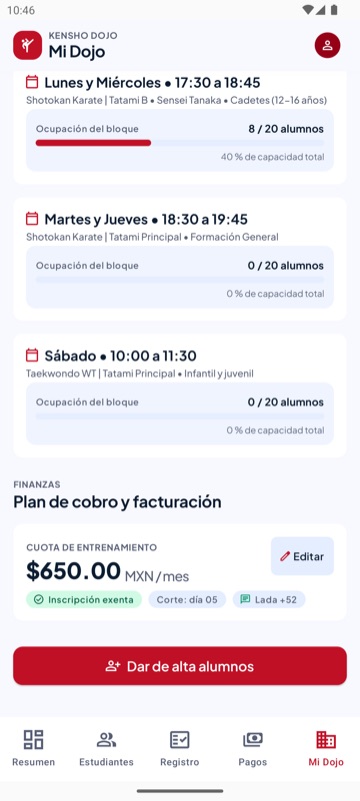 10:46
KENSHO DOJO
Mi Dojo
Lunes y Miércoles • 17:30 a 18:45
Shotokan Karate | Tatami B • Sensei Tanaka • Cadetes (12–16 años)
Ocupación del bloque 8 / 20 alumnos
40 % de capacidad total
Martes y Jueves • 18:30 a 19:45
Shotokan Karate | Tatami Principal • Formación General
Ocupación del bloque 0 / 20 alumnos
0 % de capacidad total
Sábado • 10:00 a 11:30
Taekwondo WT | Tatami Principal • Infantil y juvenil
Ocupación del bloque 0 / 20 alumnos
0 % de capacidad total
FINANZAS
Plan de cobro y facturación
CUOTA DE ENTRENAMIENTO
Editar
$650.00 MXN / mes
Inscripción exenta Corte: día 05 Lada +52
Dar de alta alumnos
Resumen Estudiantes Registro Pagos Mi Dojo